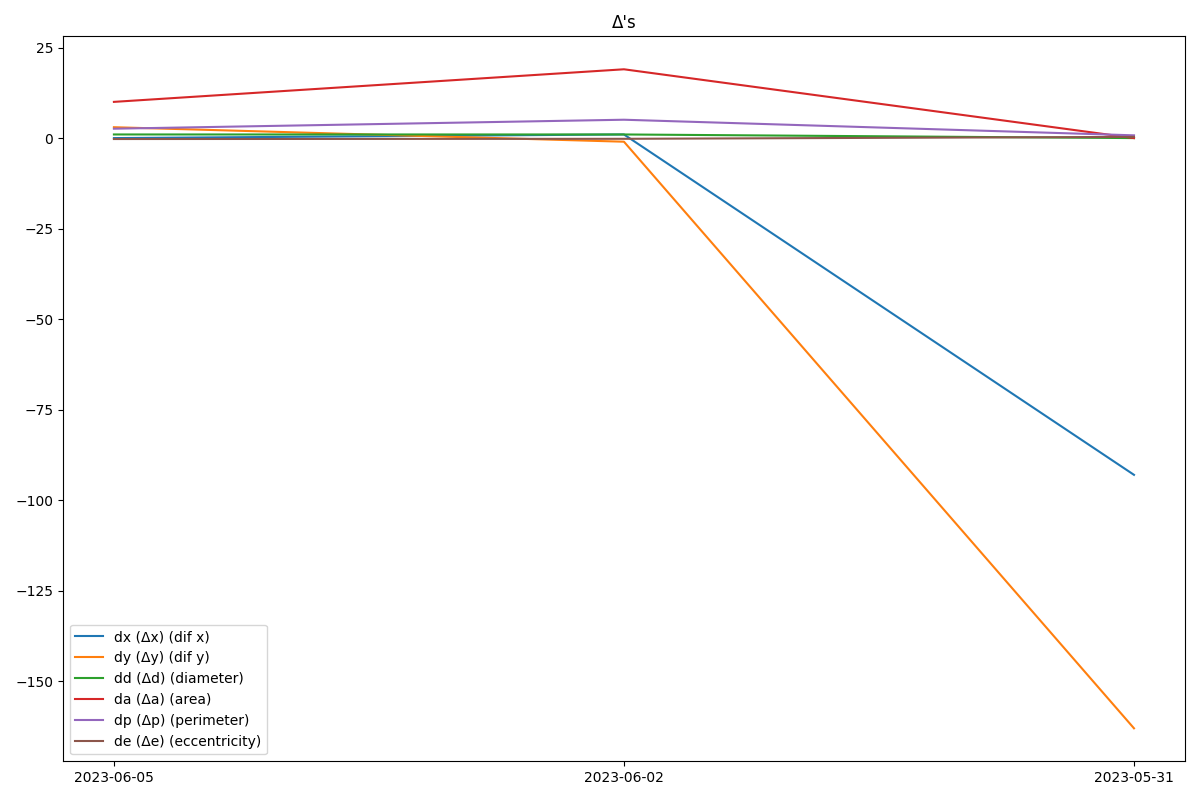 Δ's
25
0
−25
−50
−75
−100
−125
−150
dx (Δx) (dif x)
dy (Δy) (dif y)
dd (Δd) (diameter)
da (Δa) (area)
dp (Δp) (perimeter)
de (Δe) (eccentricity)
2023-06-05
2023-06-02
2023-05-31